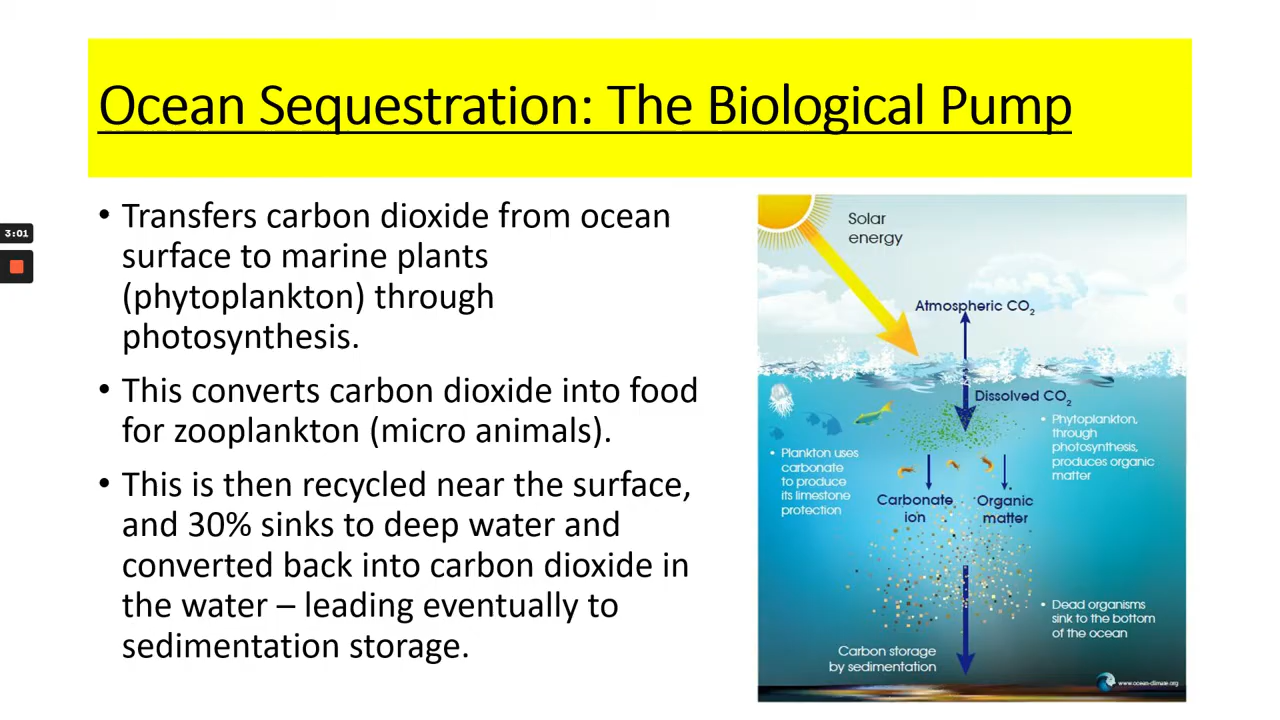 Ocean Sequestration: The Biological Pump
• Transfers carbon dioxide from ocean
surface to marine plants
(phytoplankton) through
photosynthesis.
• This converts carbon dioxide into food
for zooplankton (micro animals).
• This is then recycled near the surface,
and 30% sinks to deep water and
converted back into carbon dioxide in
the water – leading eventually to
sedimentation storage.
3:01
Solar
energy
Atmospheric CO₂
Dissolved CO₂
• Phytoplankton,
through
photosynthesis,
produces organic
matter
• Plankton uses
carbonate
to produce
its limestone
protection
Carbonate
ion
Organic
matter
• Dead organisms
sink to the bottom
of the ocean
Carbon storage
by sedimentation
www.ocean-climate.org